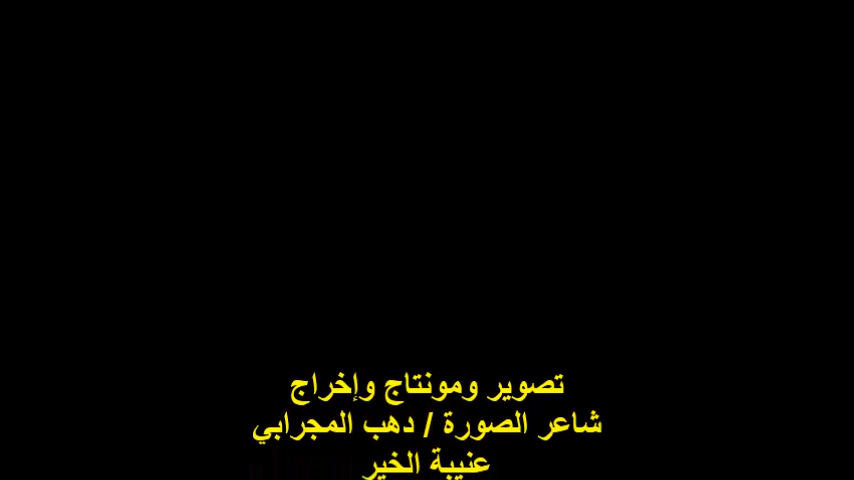 تصوير ومونتاج وإخراج
شاعر الصورة / دهب المجرابي
عنيبة الخير